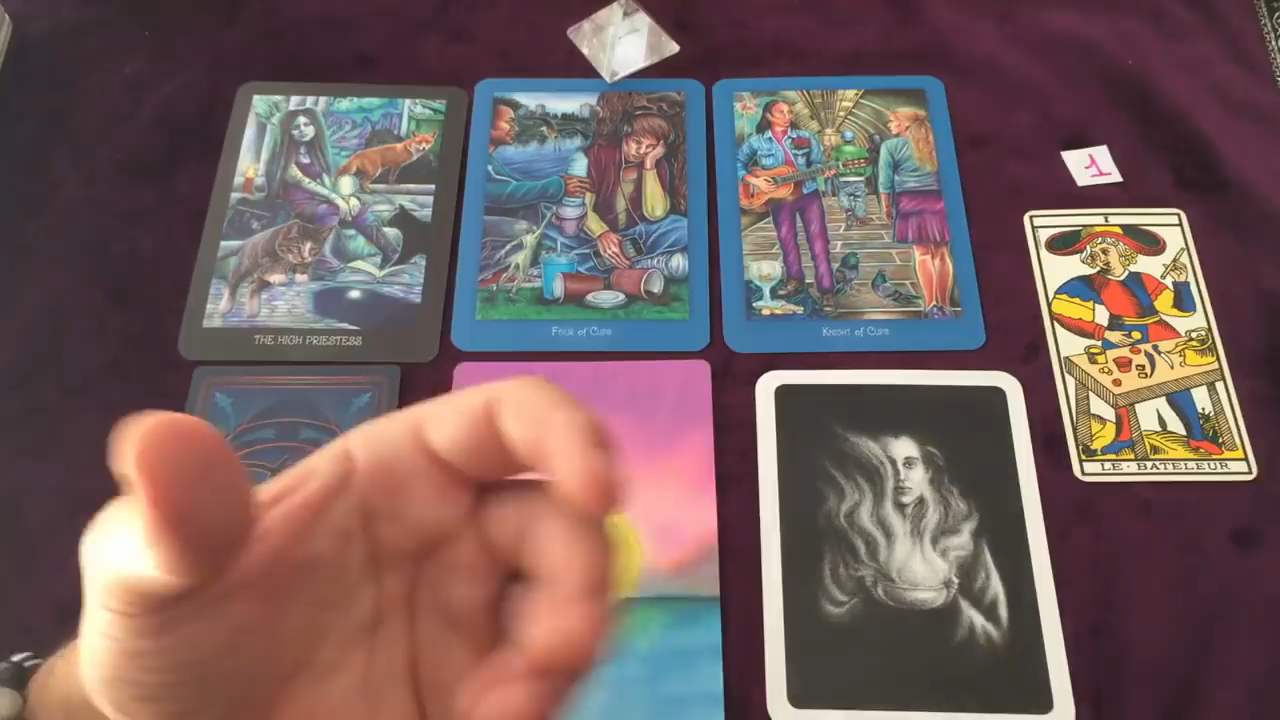 THE HIGH PRIESTESS
FOUR OF CUPS
KNIGHT OF CUPS
1
I
LE·BATELEUR